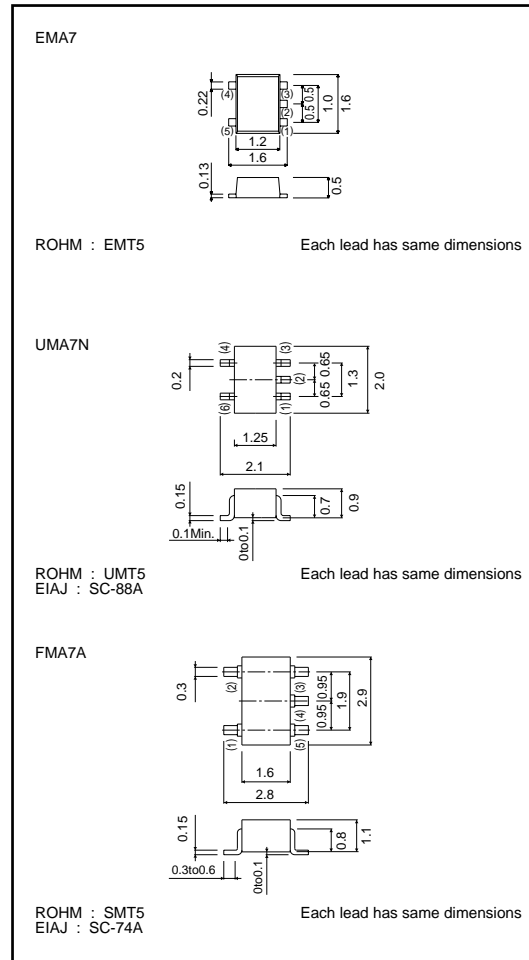 EMA7
0.22
(4)
(3)
(2)
(5)
(1)
0.5 0.5
1.0
1.6
1.2
1.6
0.13
0.5
ROHM : EMT5
Each lead has same dimensions
UMA7N
(4)
(3)
0.2
(2)
0.65
0.65
1.3
2.0
(6)
(1)
1.25
2.1
0.15
0.1Min.
0to0.1
0.7
0.9
ROHM : UMT5
Each lead has same dimensions
EIAJ : SC-88A
FMA7A
0.3
(2)
(3)
(4)
0.95
0.95
1.9
2.9
(1)
(5)
1.6
2.8
0.15
0.3to0.6
0to0.1
0.8
1.1
ROHM : SMT5
Each lead has same dimensions
EIAJ : SC-74A